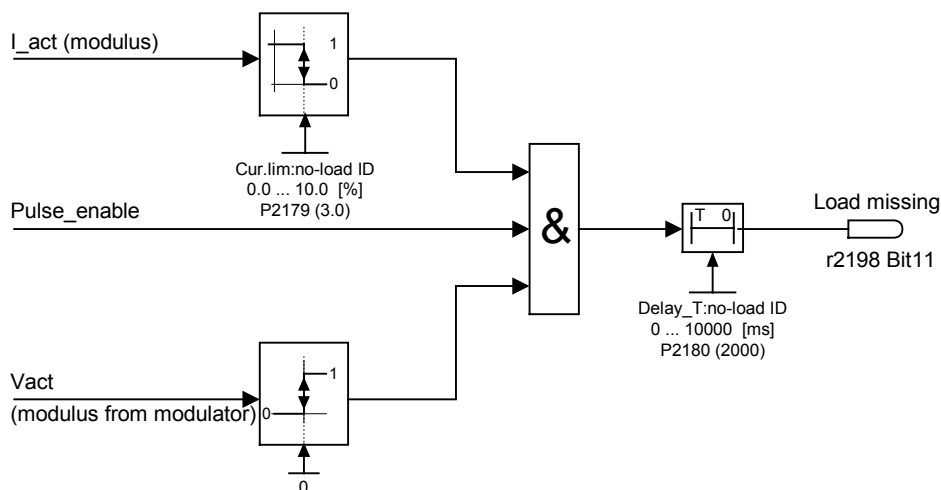 I_act (modulus)
1
0
Cur.lim:no-load ID
0.0 ... 10.0 [%]
P2179 (3.0)
Pulse_enable
&
T 0
Load missing
r2198 Bit11
Delay_T:no-load ID
0 ... 10000 [ms]
P2180 (2000)
Vact
(modulus from modulator)
1
0
0